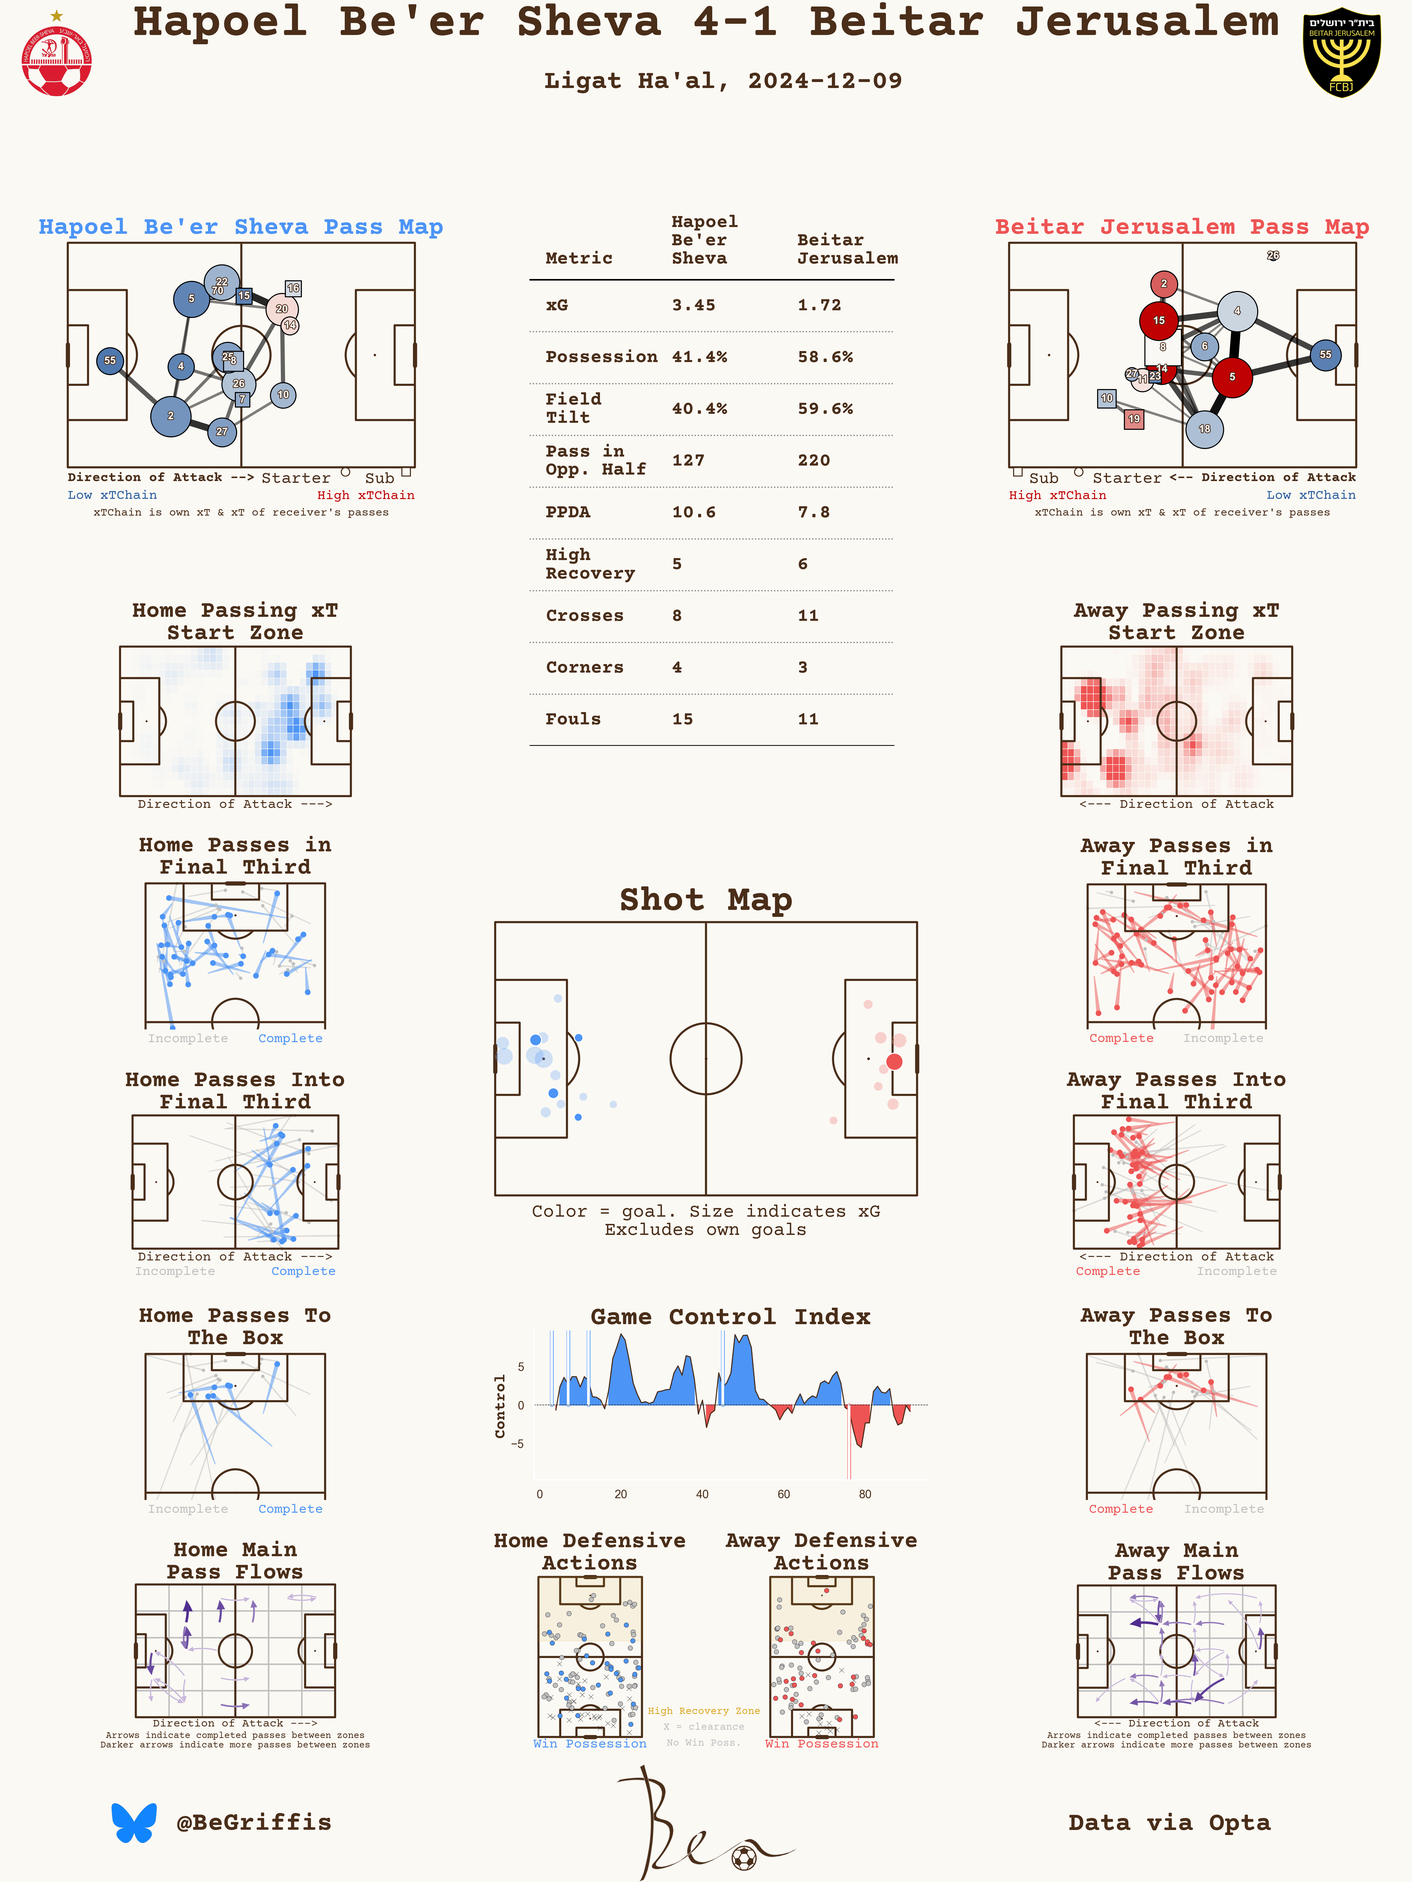 Hapoel Be'er Sheva 4-1 Beitar Jerusalem
Ligat Ha'al, 2024-12-09
HAPOEL BEER SHEVA
בית"ר ירושלים
BEITAR JERUSALEM
FCBJ
Hapoel Be'er Sheva Pass Map
22
70
5
15
16
20
14
55
4
25
8
26
7
10
2
27
Direction of Attack --> Starter Sub
Low xTChain High xTChain
xTChain is own xT & xT of receiver's passes
Metric Hapoel Be'er Sheva Beitar Jerusalem
xG 3.45 1.72
Possession 41.4% 58.6%
Field Tilt 40.4% 59.6%
Pass in Opp. Half 127 220
PPDA 10.6 7.8
High Recovery 5 6
Crosses 8 11
Corners 4 3
Fouls 15 11
Beitar Jerusalem Pass Map
26
2
15
4
8
6
55
14
27
11
23
5
10
19
18
Sub Starter <-- Direction of Attack
High xTChain Low xTChain
xTChain is own xT & xT of receiver's passes
Home Passing xT
Start Zone
Direction of Attack --->
Away Passing xT
Start Zone
<--- Direction of Attack
Home Passes in
Final Third
Incomplete Complete
Shot Map
Color = goal. Size indicates xG
Excludes own goals
Away Passes in
Final Third
Complete Incomplete
Home Passes Into
Final Third
Direction of Attack --->
Incomplete Complete
Away Passes Into
Final Third
<--- Direction of Attack
Complete Incomplete
Home Passes To
The Box
Incomplete Complete
Game Control Index
Control
5
0
−5
0 20 40 60 80
Away Passes To
The Box
Complete Incomplete
Home Main
Pass Flows
Direction of Attack --->
Arrows indicate completed passes between zones
Darker arrows indicate more passes between zones
Home Defensive
Actions
Win Possession
High Recovery Zone
X = clearance
No Win Poss.
Away Defensive
Actions
Win Possession
Away Main
Pass Flows
<--- Direction of Attack
Arrows indicate completed passes between zones
Darker arrows indicate more passes between zones
@BeGriffis
Ben
Data via Opta